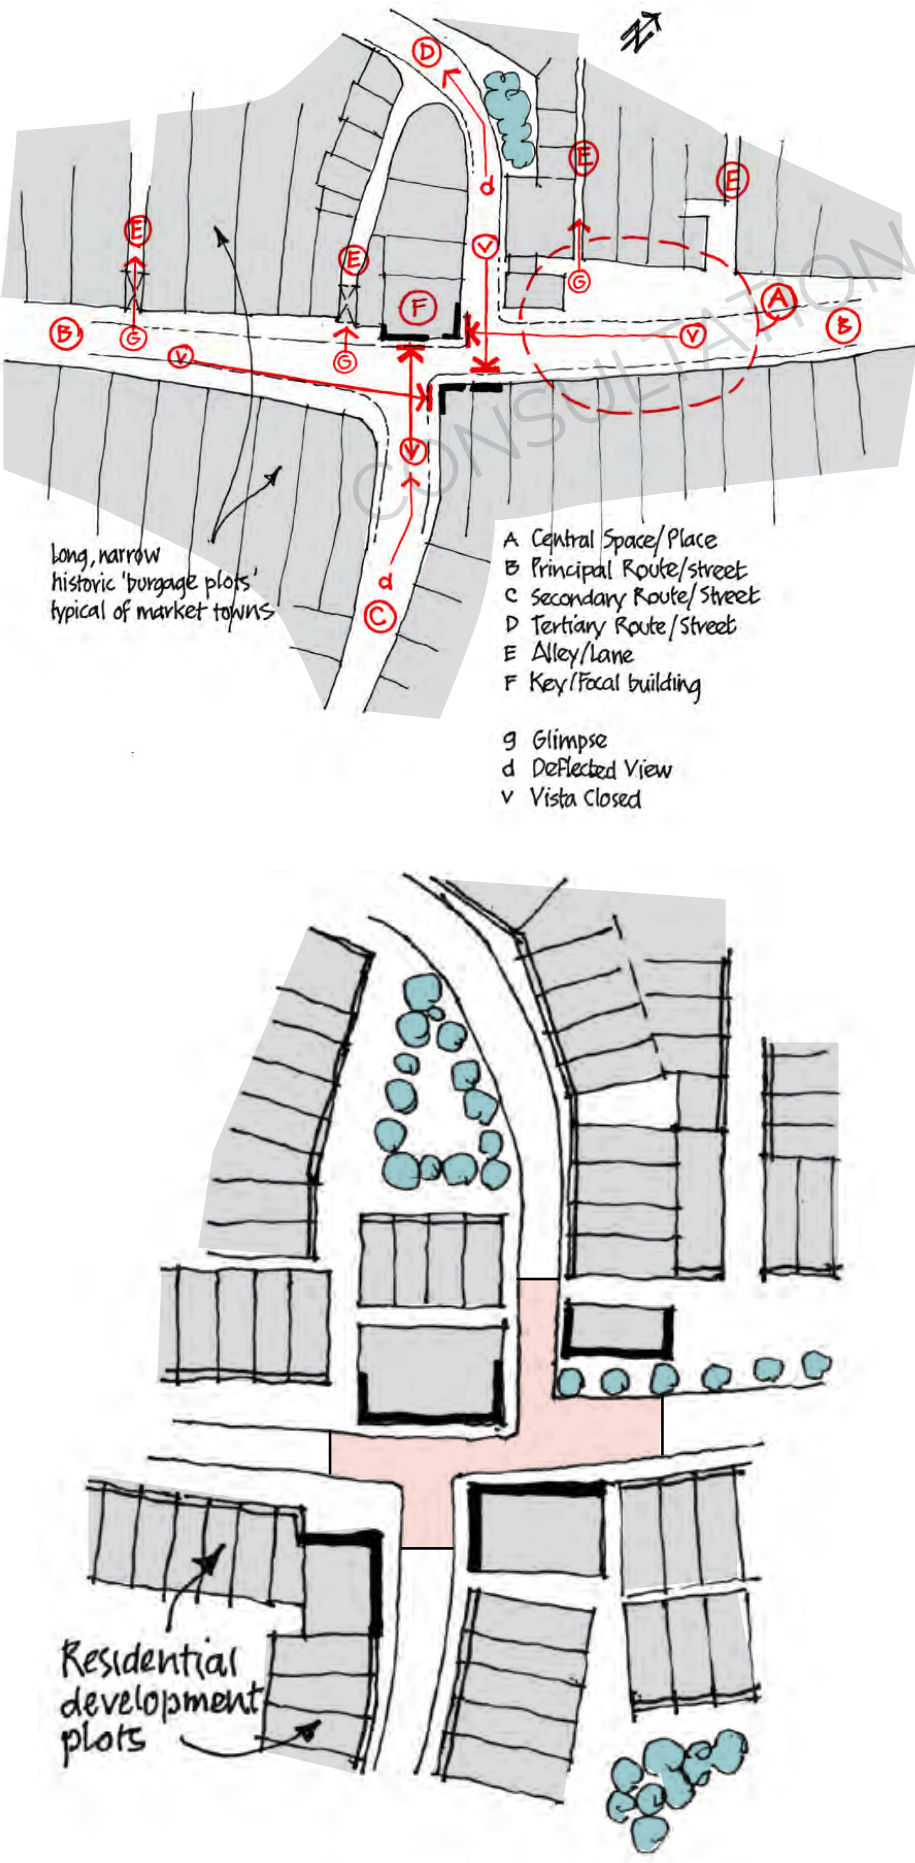 N
D
E
E
d
E
V
E
G
F
A
B
G
V
B
V
G
CONSULTATION
V
d
C
Long, narrow
historic 'burgage plots'
typical of market towns
A Central Space/Place
B Principal Route/street
C Secondary Route/Street
D Tertiary Route/Street
E Alley/Lane
F Key/Focal building
g Glimpse
d Deflected View
v Vista Closed
Residential
development
plots